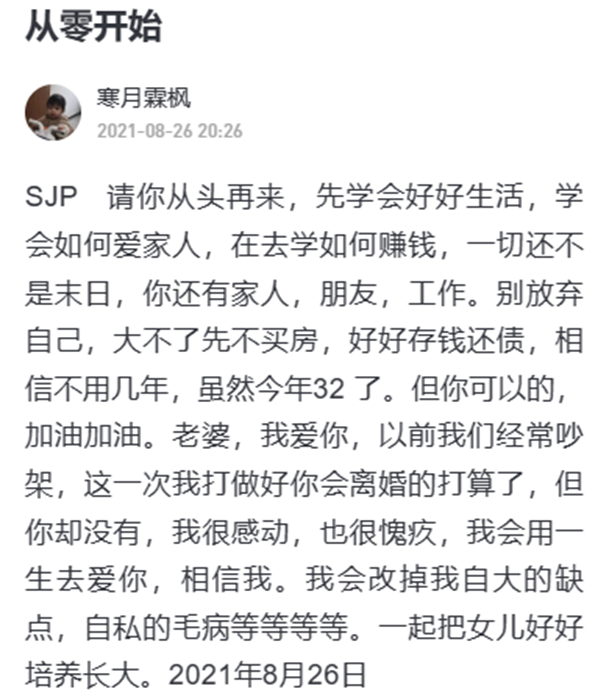 从零开始
寒月霖枫
2021-08-26 20:26
SJP　请你从头再来，先学会好好生活，学
会如何爱家人，在去学如何赚钱，一切还不
是末日，你还有家人，朋友，工作。别放弃
自己，大不了先不买房，好好存钱还债，相
信不用几年，虽然今年32 了。但你可以的，
加油加油。老婆，我爱你，以前我们经常吵
架，这一次我打做好你会离婚的打算了，但
你却没有，我很感动，也很愧疚，我会用一
生去爱你，相信我。我会改掉我自大的缺
点，自私的毛病等等等等。一起把女儿好好
培养长大。2021年8月26日